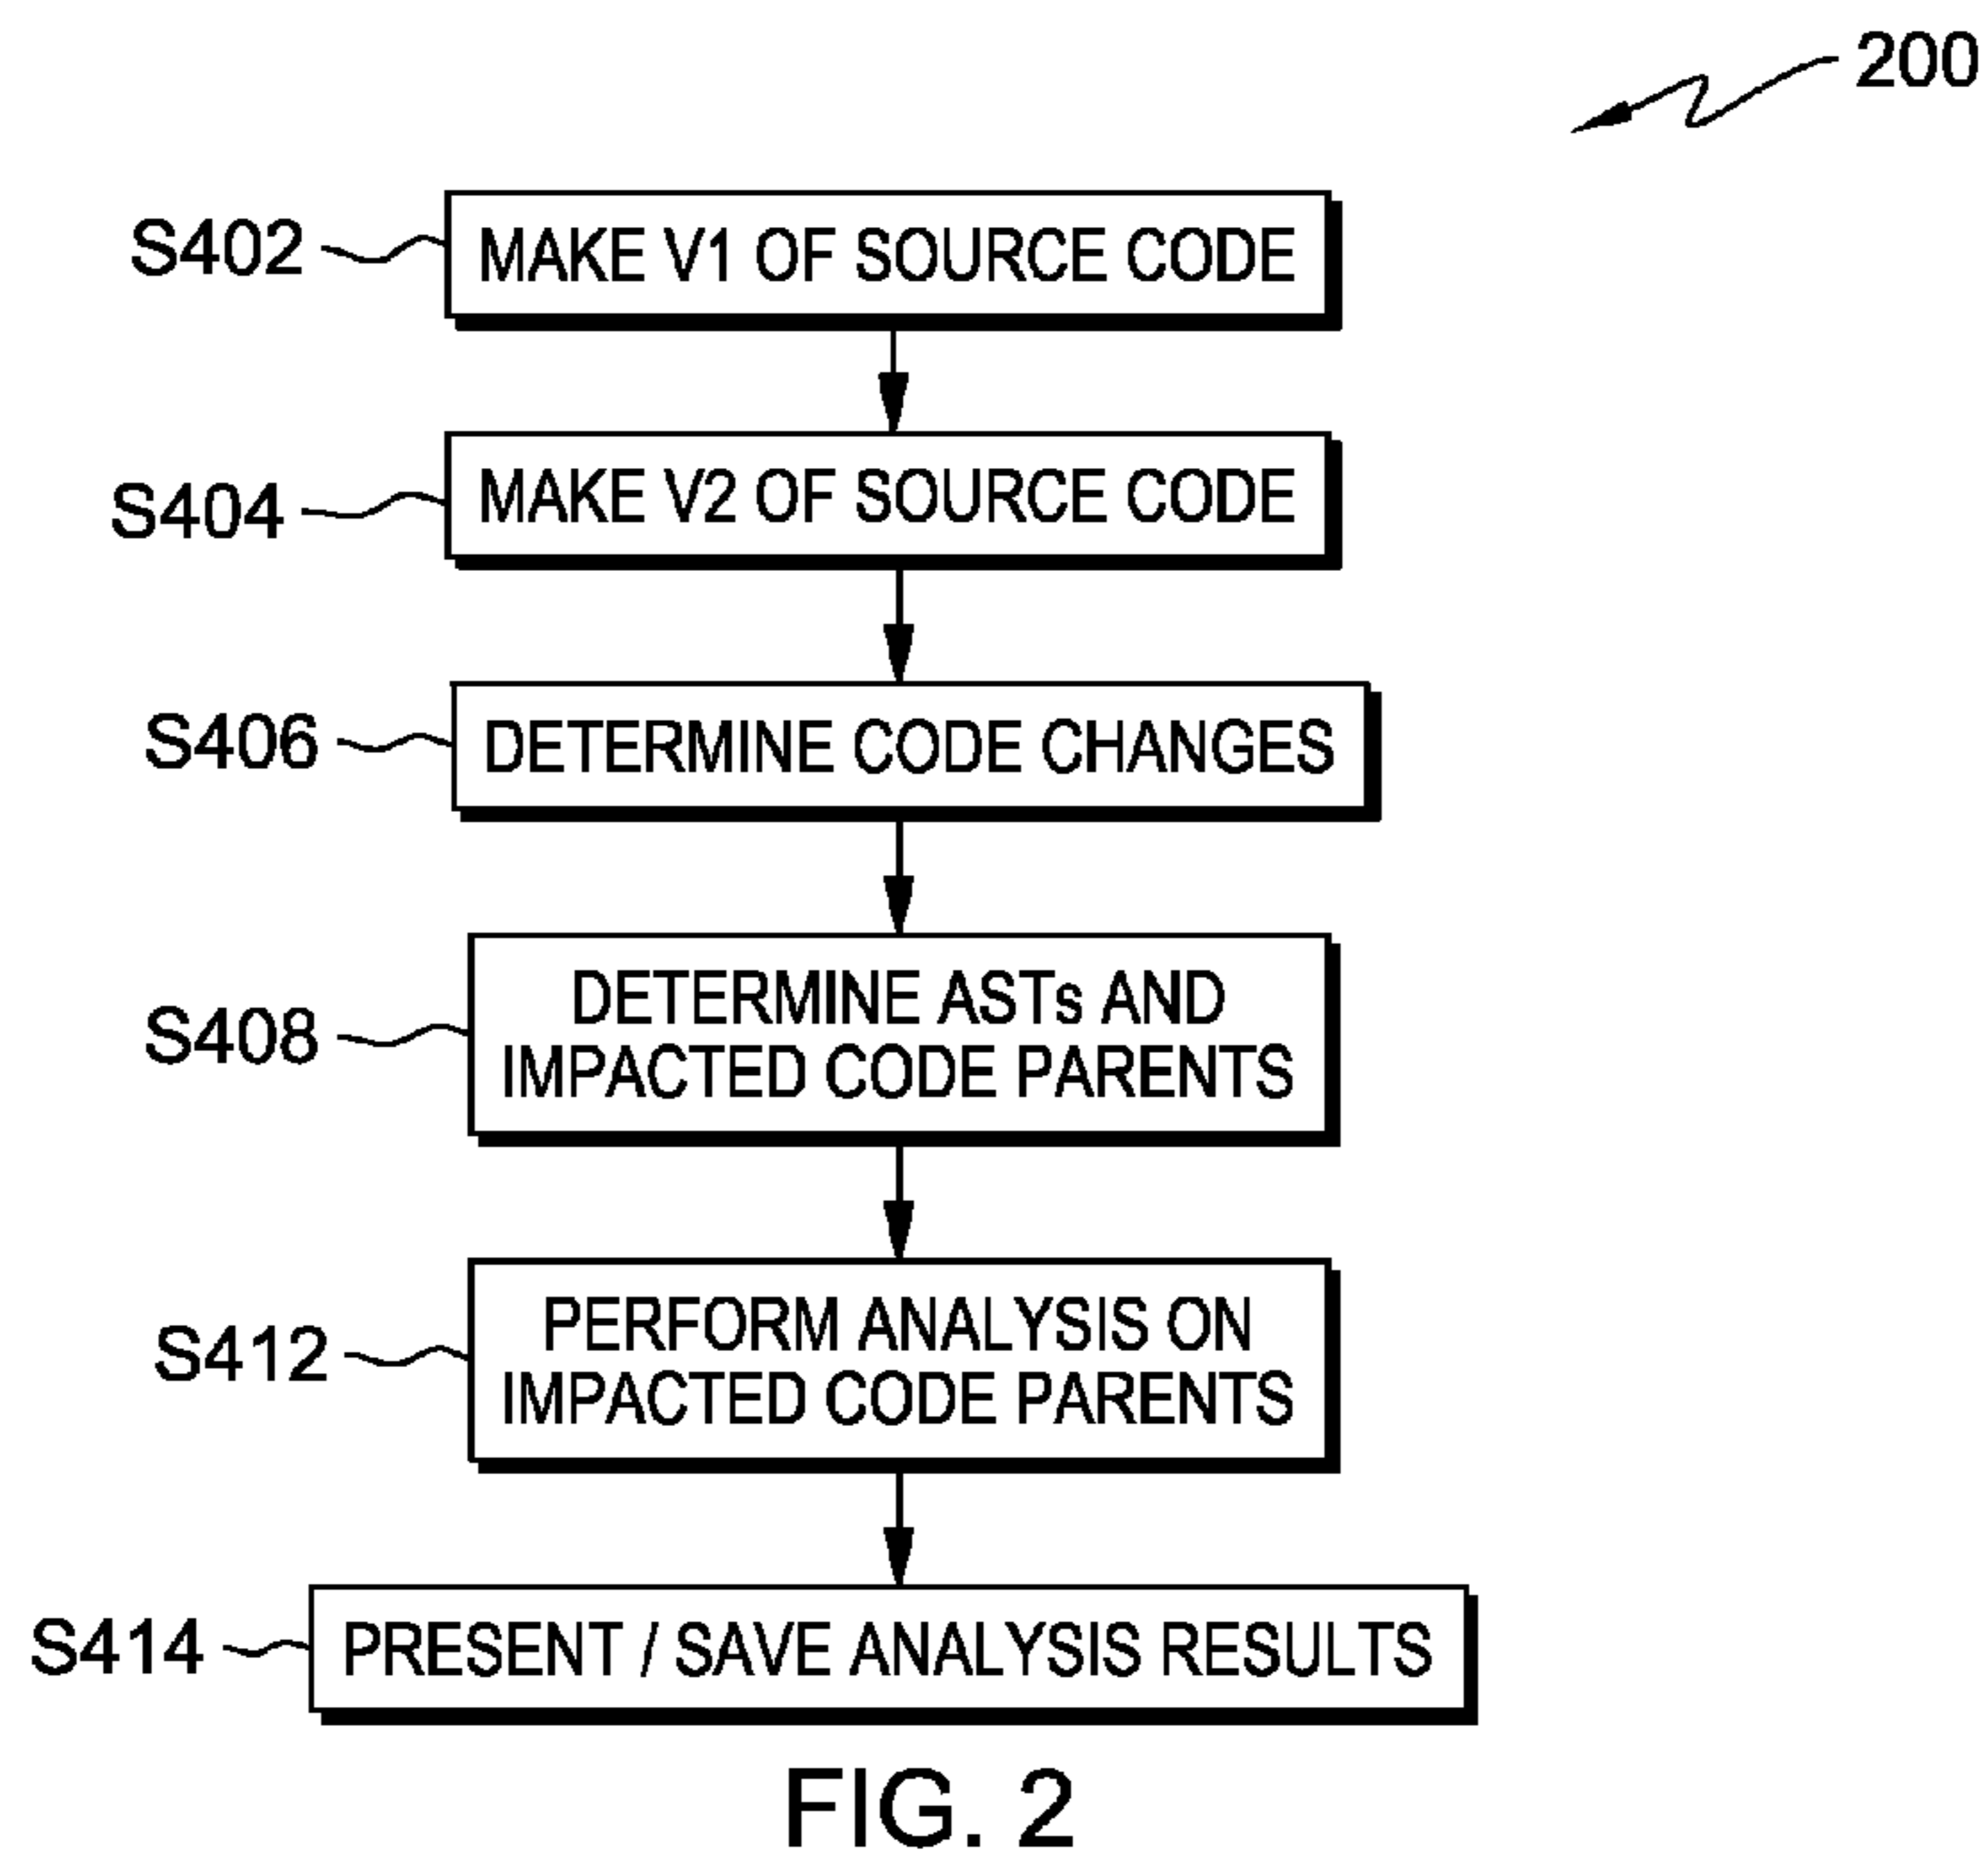 200
S402
MAKE V1 OF SOURCE CODE
S404
MAKE V2 OF SOURCE CODE
S406
DETERMINE CODE CHANGES
S408
DETERMINE ASTs AND
IMPACTED CODE PARENTS
S412
PERFORM ANALYSIS ON
IMPACTED CODE PARENTS
S414
PRESENT / SAVE ANALYSIS RESULTS
FIG. 2